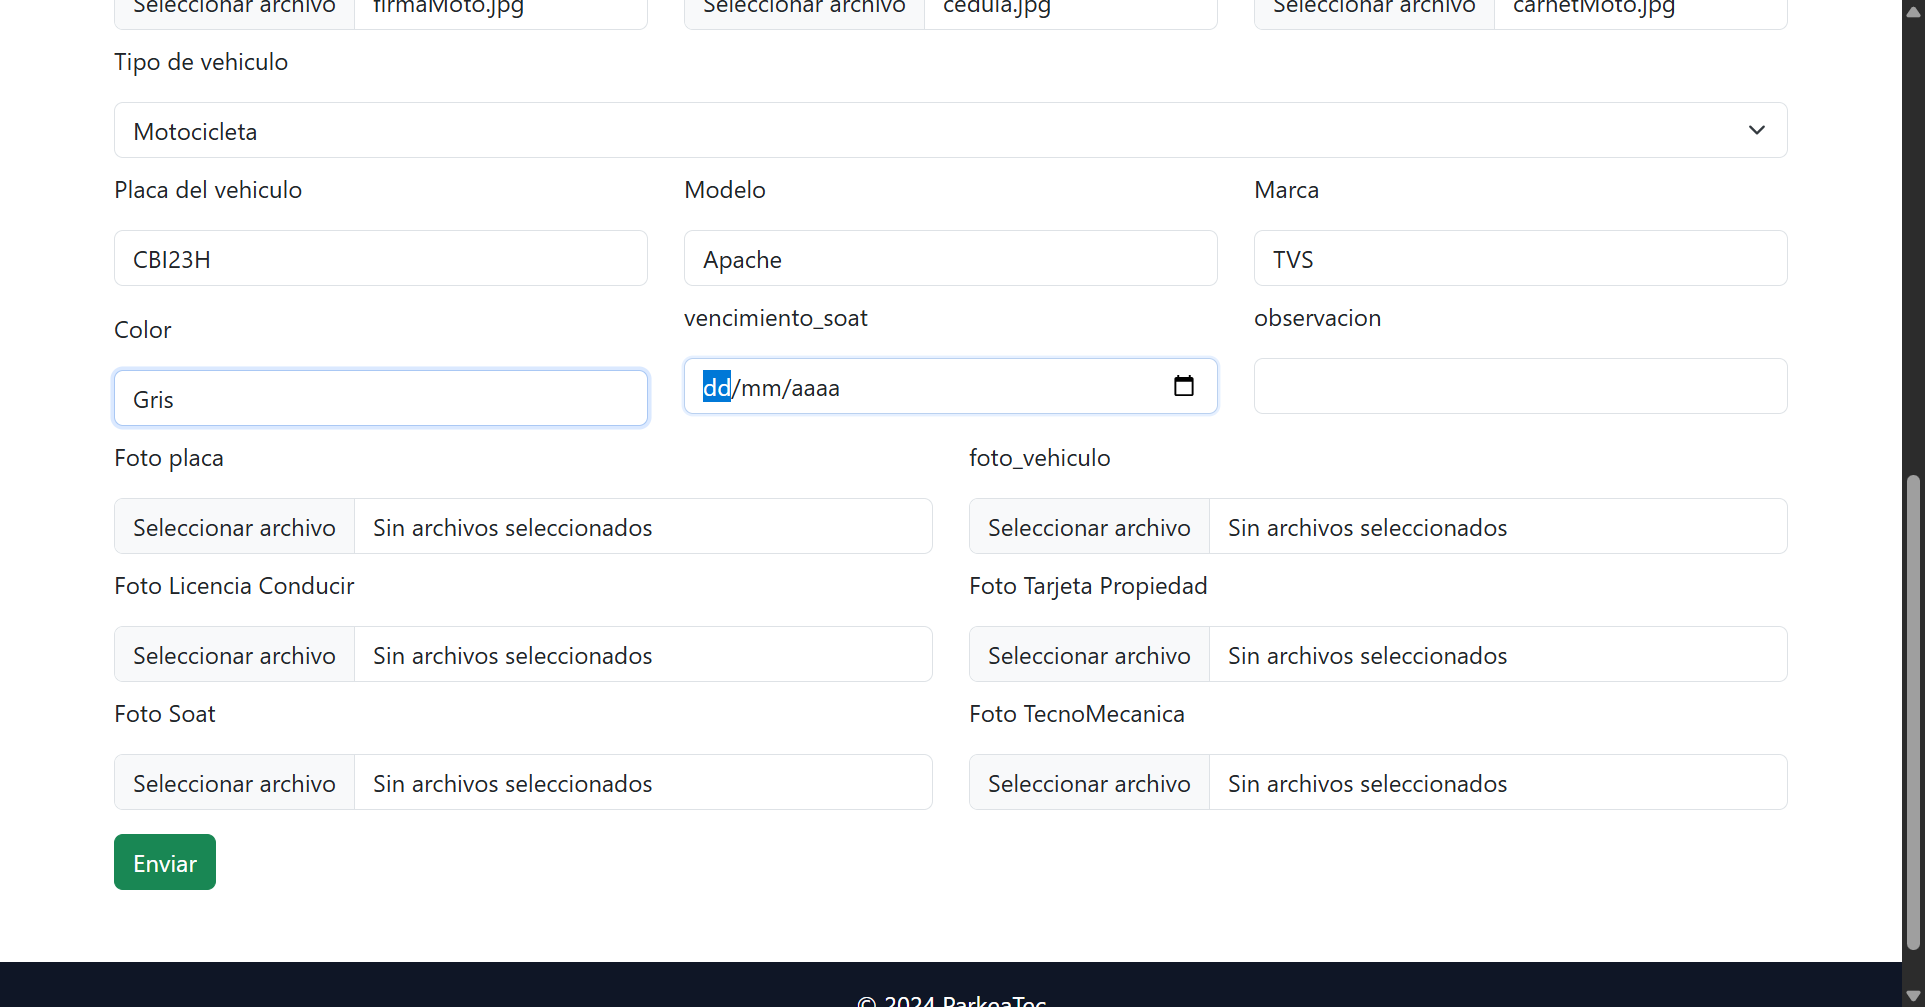 Seleccionar archivo firmaMoto.jpg Seleccionar archivo cedula.jpg Seleccionar archivo carnetMoto.jpg
Tipo de vehiculo
Motocicleta
Placa del vehiculo Modelo Marca
CBI23H Apache TVS
Color vencimiento_soat observacion
Gris dd/mm/aaaa
Foto placa foto_vehiculo
Seleccionar archivo Sin archivos seleccionados Seleccionar archivo Sin archivos seleccionados
Foto Licencia Conducir Foto Tarjeta Propiedad
Seleccionar archivo Sin archivos seleccionados Seleccionar archivo Sin archivos seleccionados
Foto Soat Foto TecnoMecanica
Seleccionar archivo Sin archivos seleccionados Seleccionar archivo Sin archivos seleccionados
Enviar
© 2024 ParkeaTec